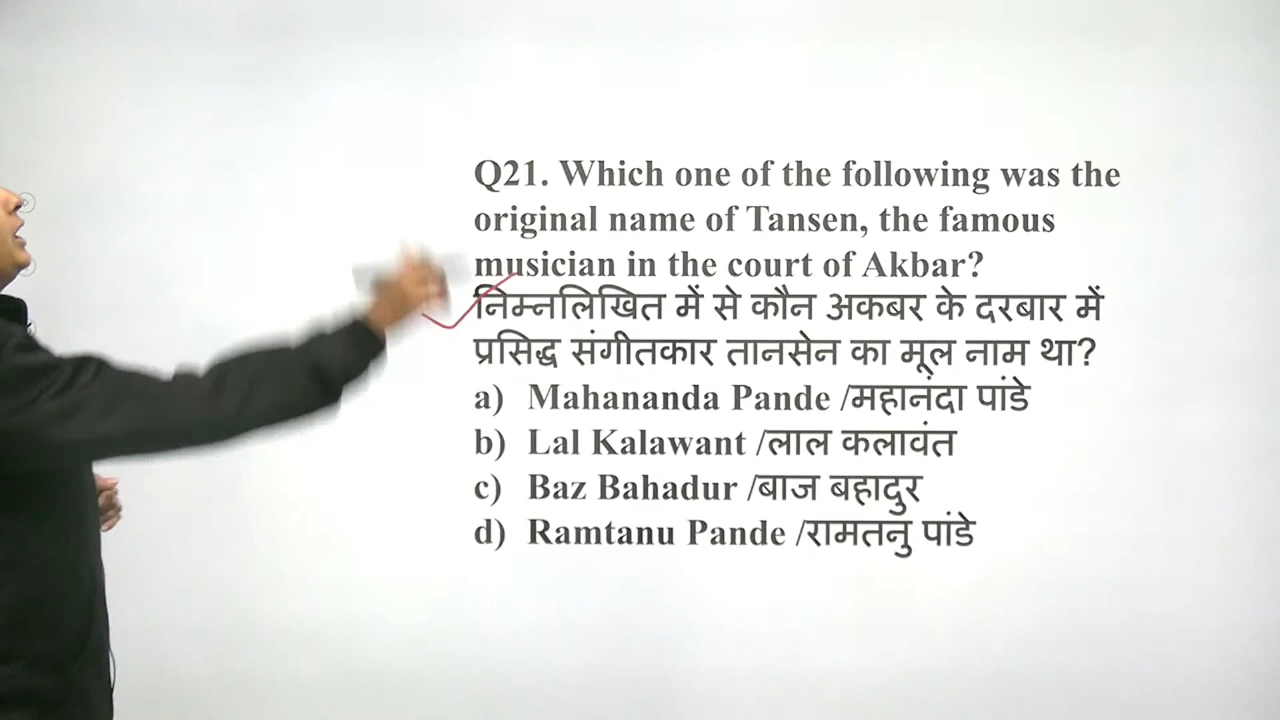 Q21. Which one of the following was the
original name of Tansen, the famous
musician in the court of Akbar?
निम्नलिखित में से कौन अकबर के दरबार में
प्रसिद्ध संगीतकार तानसेन का मूल नाम था?
a) Mahananda Pande /महानंदा पांडे
b) Lal Kalawant /लाल कलावंत
c) Baz Bahadur /बाज बहादुर
d) Ramtanu Pande /रामतनु पांडे